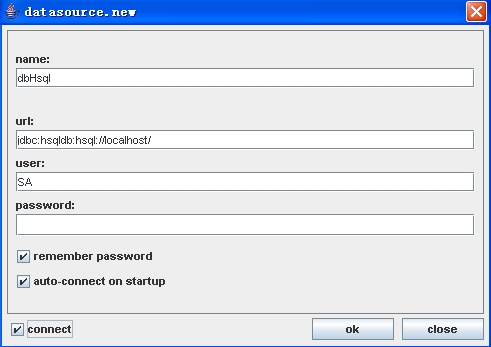 datasource.new
name:
dbHsql
url:
jdbc:hsqldb:hsql://localhost/
user:
SA
password:
remember password
auto-connect on startup
connect
ok
close